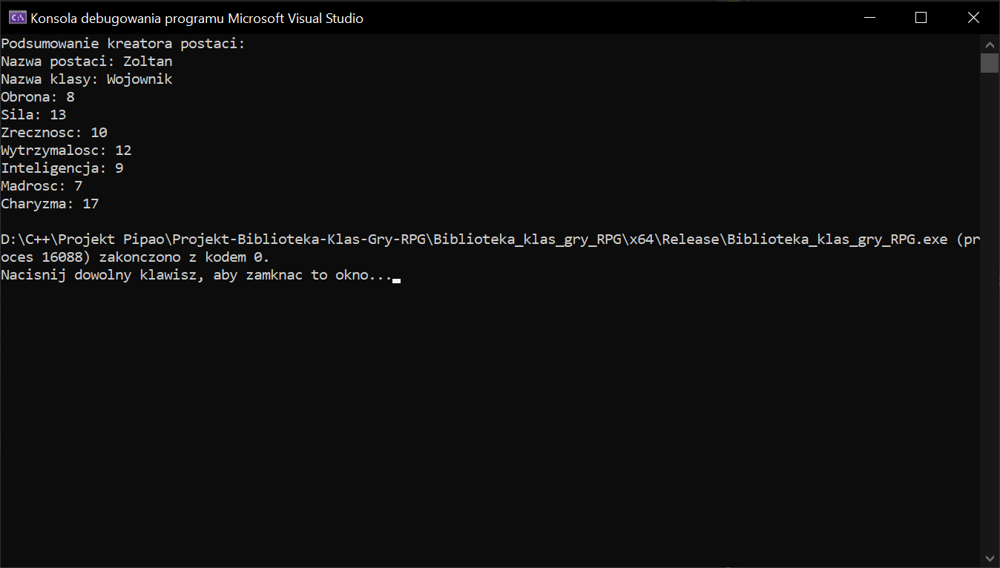 Konsola debugowania programu Microsoft Visual Studio
Podsumowanie kreatora postaci:
Nazwa postaci: Zoltan
Nazwa klasy: Wojownik
Obrona: 8
Sila: 13
Zrecznosc: 10
Wytrzymalosc: 12
Inteligencja: 9
Madrosc: 7
Charyzma: 17
D:\C++\Projekt Pipao\Projekt-Biblioteka-Klas-Gry-RPG\Biblioteka_klas_gry_RPG\x64\Release\Biblioteka_klas_gry_RPG.exe (pr
oces 16088) zakonczono z kodem 0.
Nacisnij dowolny klawisz, aby zamknac to okno...